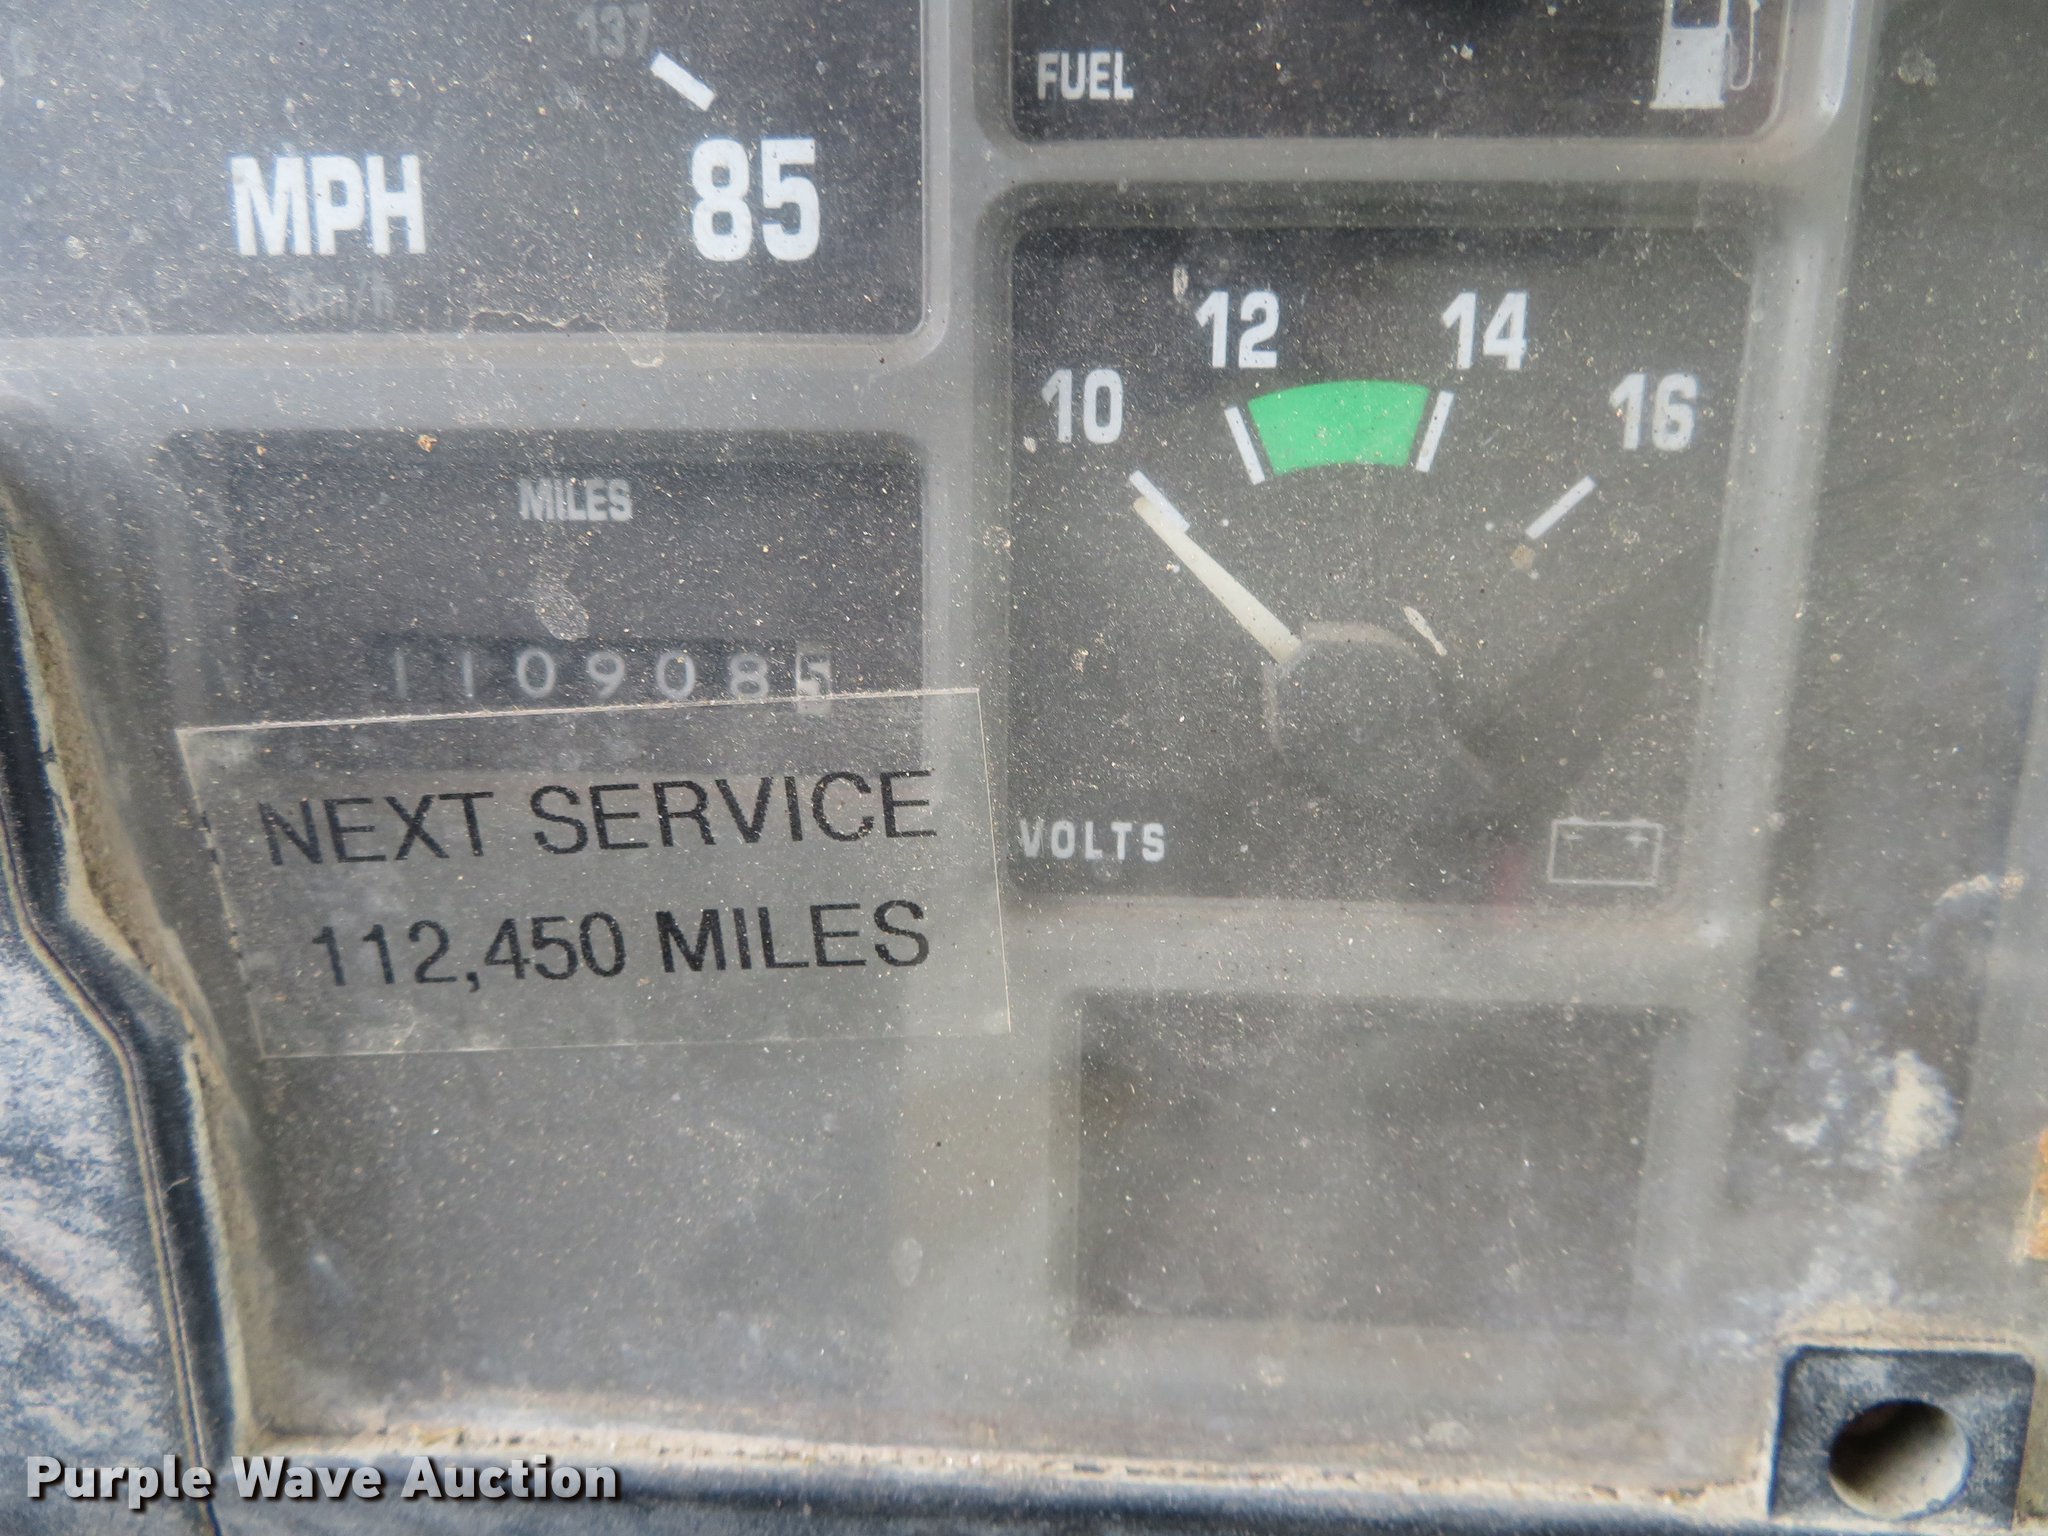 137
MPH
85
km/h
FUEL
10
12
14
16
VOLTS
MILES
1109085
NEXT SERVICE
112,450 MILES
Purple Wave Auction